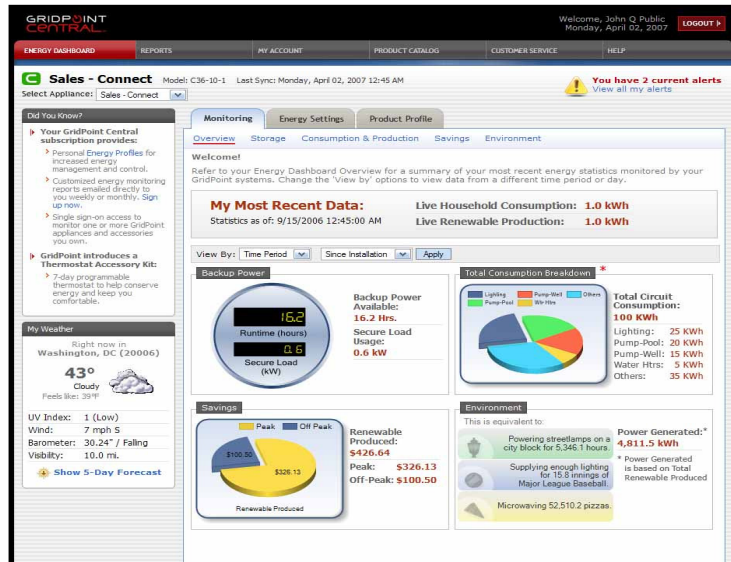 GRIDPOINT
CENTRAL
Welcome, John Q Public
Monday, April 02, 2007
LOGOUT
ENERGY DASHBOARD
REPORTS
MY ACCOUNT
PRODUCT CATALOG
CUSTOMER SERVICE
HELP
Sales - Connect Model: C36-10-1 Last Sync: Monday, April 02, 2007 12:45 AM
Select Appliance: Sales - Connect
You have 2 current alerts
View all my alerts
Did You Know?
Your GridPoint Central
subscription provides:
Personal Energy Profiles for
increased energy
management and control.
Customized energy monitoring
reports emailed directly to
you weekly or monthly. Sign
up now.
Single sign-on access to
monitor one or more GridPoint
appliances and accessories
you own.
GridPoint introduces a
Thermostat Accessory Kit:
7-day programmable
thermostat to help conserve
energy and keep you
comfortable.
My Weather
Right now in
Washington, DC (20006)
43°
Cloudy
Feels like: 39°F
UV Index: 1 (Low)
Wind: 7 mph S
Barometer: 30.24" / Falling
Visbility: 10.0 mi.
Show 5-Day Forecast
Monitoring
Energy Settings
Product Profile
Overview Storage Consumption & Production Savings Environment
Welcome!
Refer to your Energy Dashboard Overview for a summary of your most recent energy statistics monitored by your
GridPoint systems. Change the 'View by' options to view data from a different time period or day.
My Most Recent Data:
Statistics as of: 9/15/2006 12:45:00 AM
Live Household Consumption: 1.0 kWh
Live Renewable Production: 1.0 kWh
View By: Time Period Since Installation Apply
Backup Power
16.2
Runtime (hours)
0.6
Secure Load
(kW)
Backup Power
Available:
16.2 Hrs.
Secure Load
Usage:
0.6 kW
Total Consumption Breakdown *
Lighting Pump-Well Others
Pump-Pool Wtr Htrs
Total Circuit
Consumption:
100 KWh
Lighting: 25 KWh
Pump-Pool: 20 KWh
Pump-Well: 15 KWh
Water Htrs: 5 KWh
Others: 35 KWh
Savings
Peak Off Peak
$100.50
$326.13
Renewable Produced
Renewable
Produced:
$426.64
Peak: $326.13
Off-Peak: $100.50
Environment
This is equivalent to:
Powering streetlamps on a
city block for 5,346.1 hours.
Supplying enough lighting
for 15.8 innings of
Major League Baseball.
Microwaving 52,510.2 pizzas.
Power Generated:*
4,811.5 kWh
* Power Generated
is based on Total
Renewable Produced